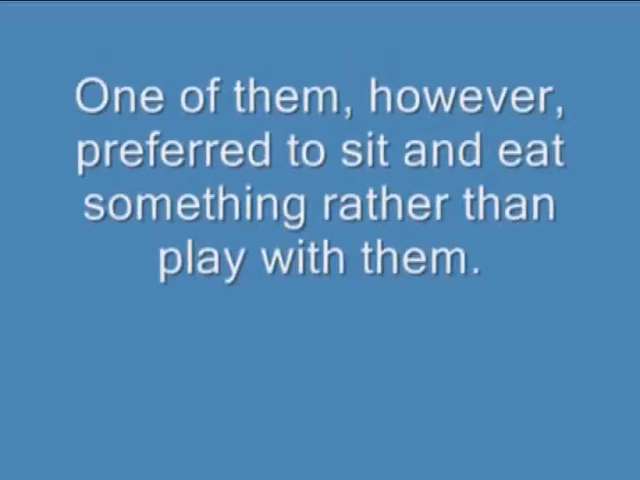 One of them, however,
preferred to sit and eat
something rather than
play with them.